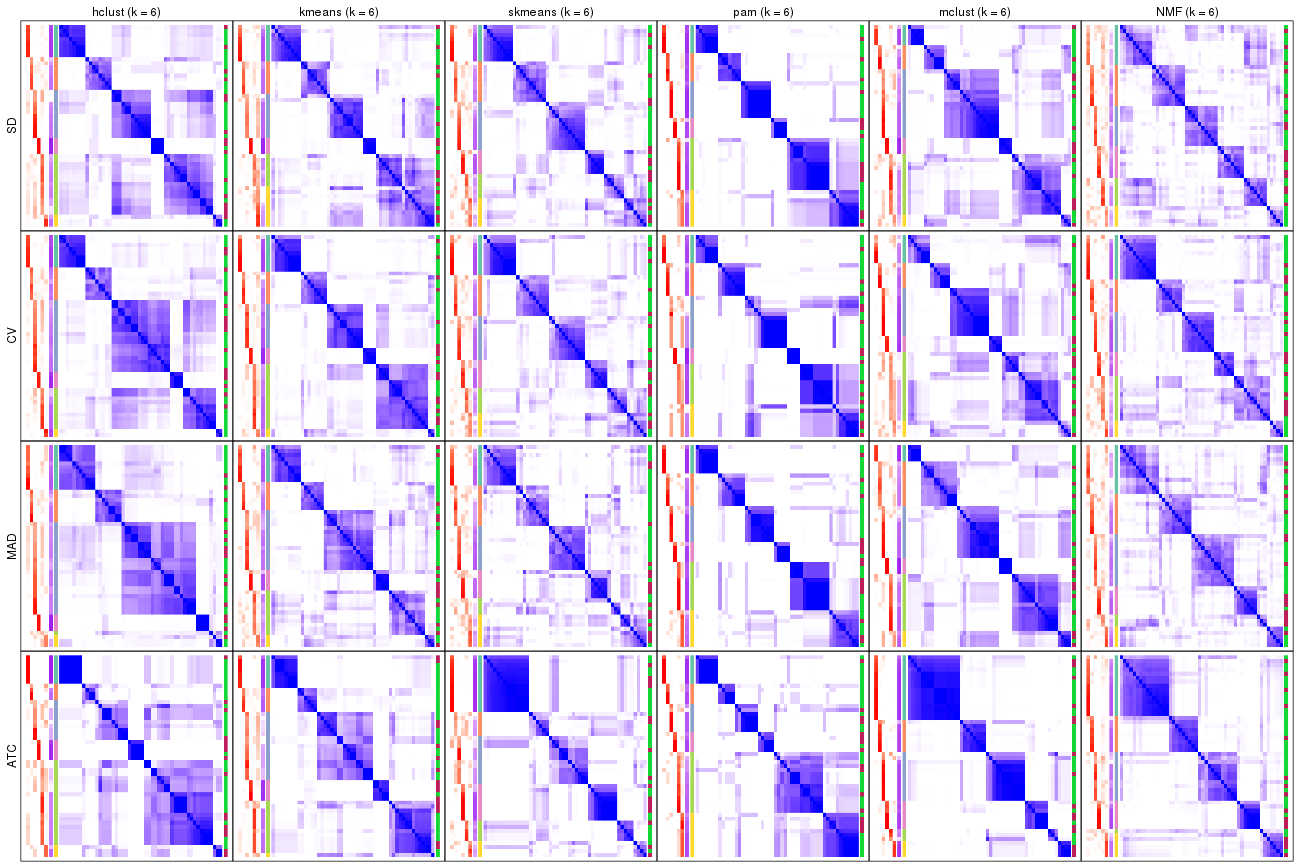 hclust (k = 6) kmeans (k = 6) skmeans (k = 6) pam (k = 6) mclust (k = 6) NMF (k = 6)
SD
CV
MAD
ATC